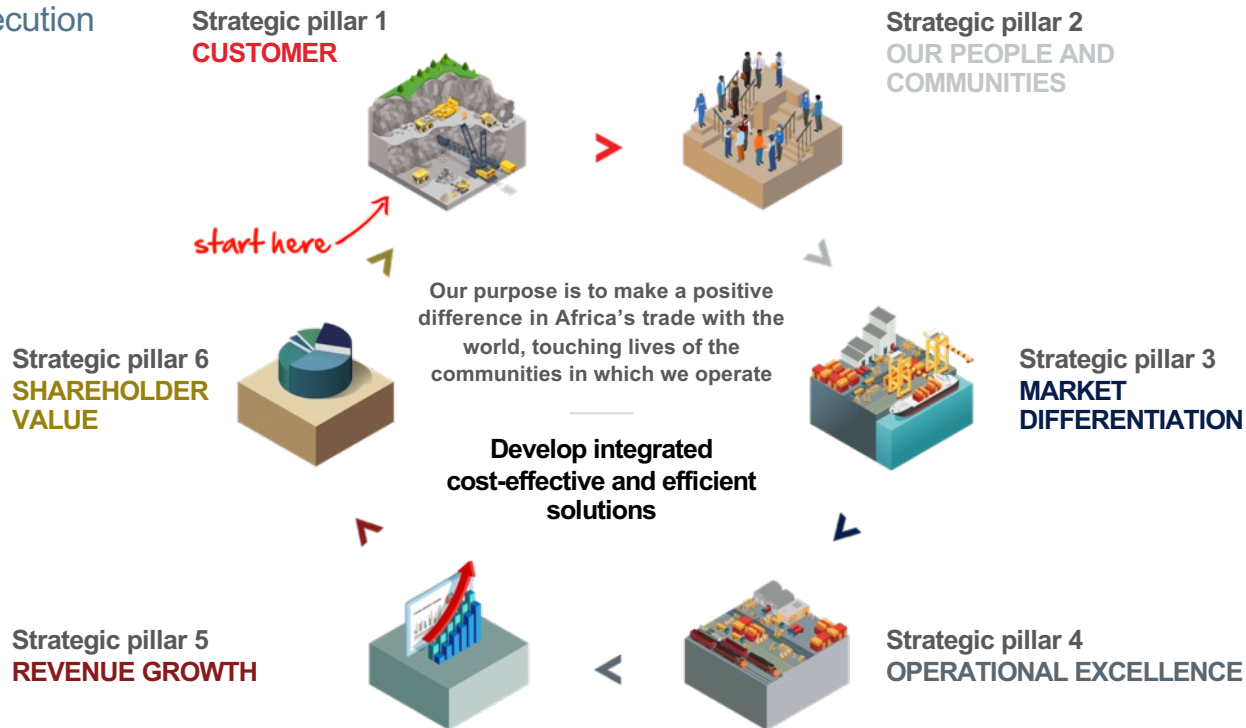 Strategic pillar 1
CUSTOMER
Strategic pillar 2
OUR PEOPLE AND
COMMUNITIES
start here
Our purpose is to make a positive
difference in Africa’s trade with the
world, touching lives of the
communities in which we operate
Develop integrated
cost-effective and efficient
solutions
Strategic pillar 3
MARKET
DIFFERENTIATION
Strategic pillar 4
OPERATIONAL EXCELLENCE
Strategic pillar 5
REVENUE GROWTH
Strategic pillar 6
SHAREHOLDER
VALUE